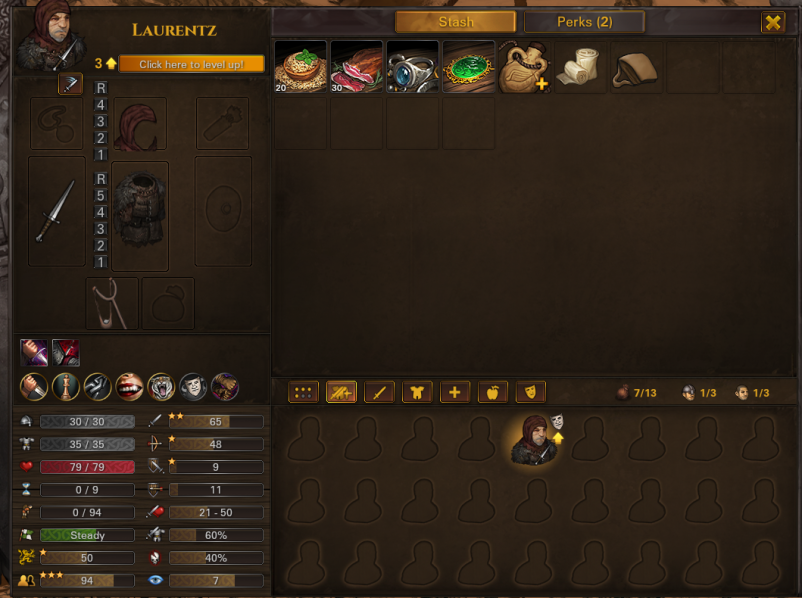 LAURENTZ
3 Click here to level up!
Stash
Perks (2)
20
30
R
4
3
2
1
R
5
4
3
2
1
7/13
1/3
1/3
30 / 30
65
35 / 35
48
79 / 79
9
0 / 9
11
0 / 94
21 - 50
Steady
60%
50
40%
94
7